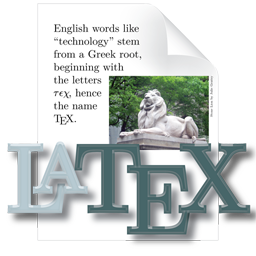 English words like
“technology” stem
from a Greek root,
beginning with
the letters
τεχ, hence
the name
TEX.
LATEX